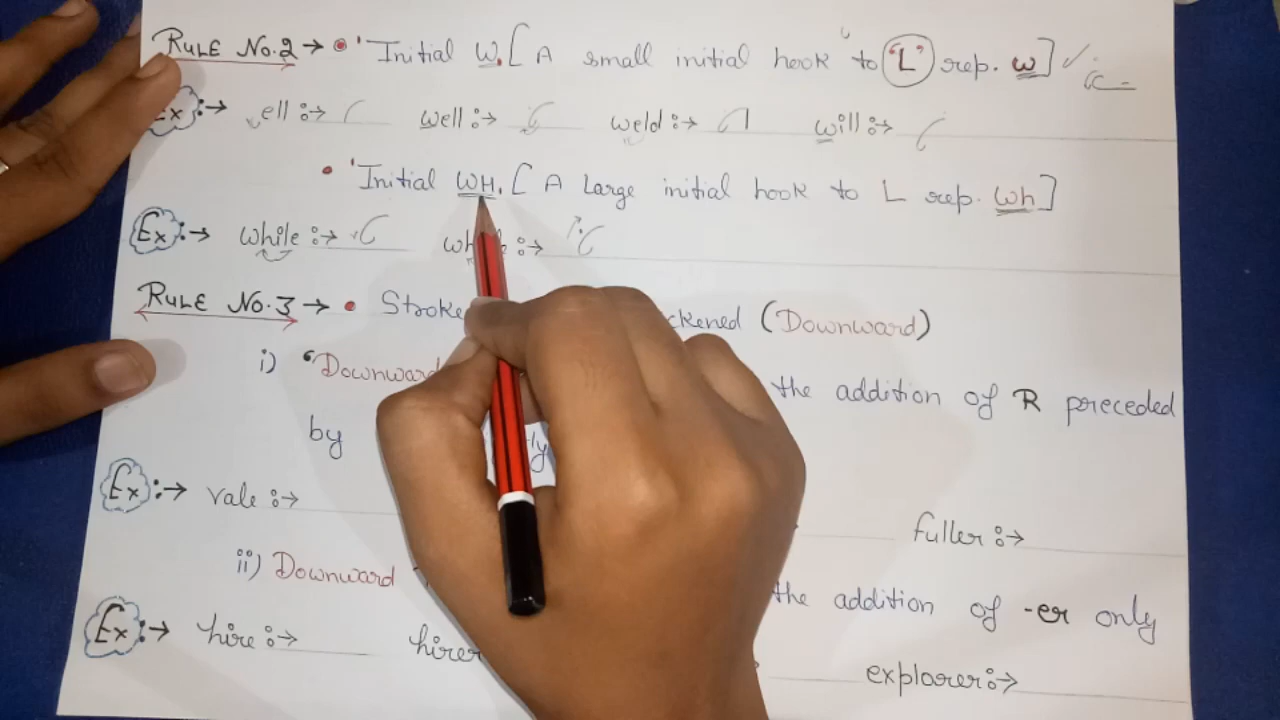 RULE No.2 → • 'Initial W. [ A small initial hook to 'L' rep. w ] ✓
Ex :→ ell :→ well :→ weld :→ will :→
• 'Initial WH. [ A Large initial hook to L rep. wh ]
Ex :→ while :→ :→
RULE No.3 → • (Downward)
i) 'Downward the addition of R preceded
by
Ex :→ vale :→ fuller :→
ii) Downward the addition of -er only
Ex :→ hire :→ hirer explorer :→